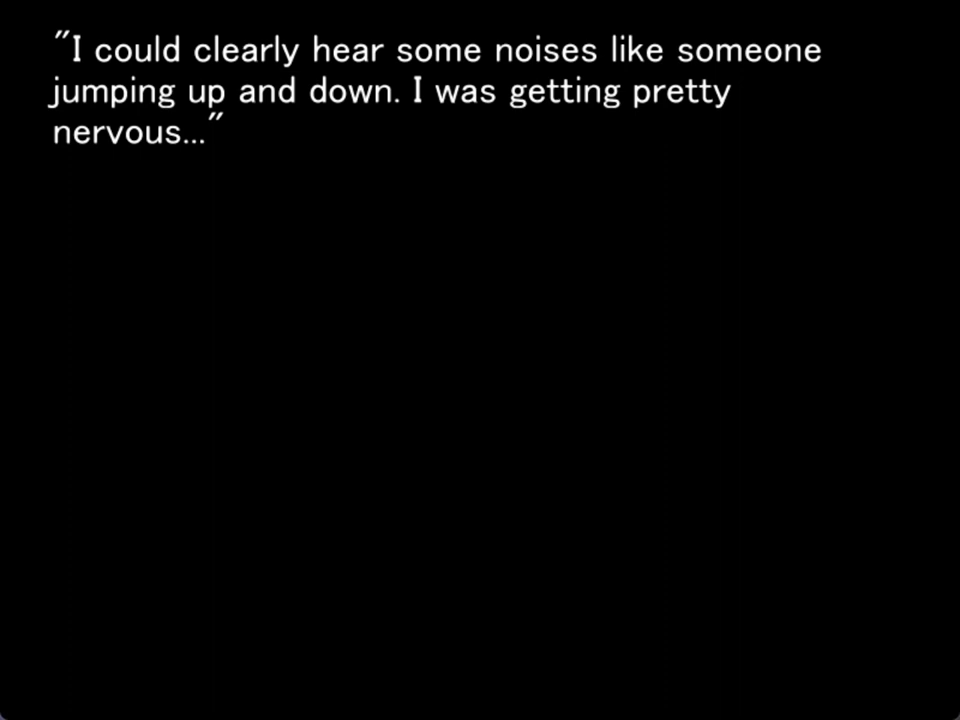 "I could clearly hear some noises like someone
jumping up and down. I was getting pretty
nervous..."